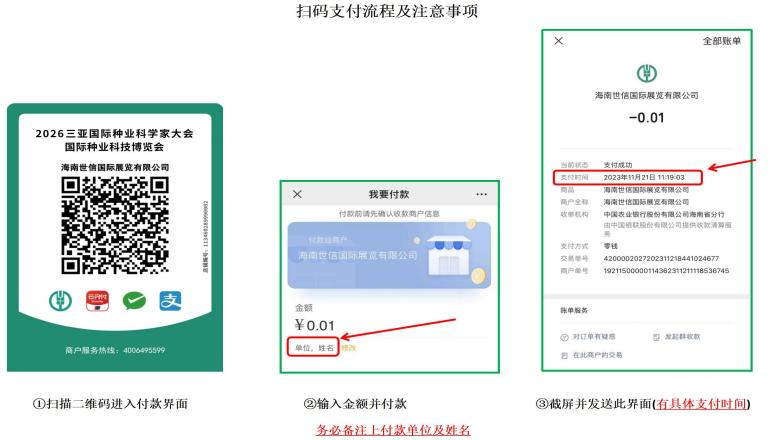 扫码支付流程及注意事项
2026三亚国际种业科学家大会
国际种业科技博览会
海南世信国际展览有限公司
商户服务热线：4006495599
①扫描二维码进入付款界面
我要付款
付款前请先确认收款商户信息
付款给商户
海南世信国际展览有限公司
金额
¥0.01
单位，姓名 修改
②输入金额并付款
务必备注上付款单位及姓名
全部账单
海南世信国际展览有限公司
-0.01
当前状态 支付成功
支付时间 2023年11月21日 11:19:03
商品 海南世信国际展览有限公司
商户全称 海南世信国际展览有限公司
收单机构 中国农业银行股份有限公司海南省分行
由中国银联股份有限公司提供收款清算服
务
支付方式 零钱
交易单号 4200002027202311218441024677
商户单号 19211500000114362311211118536745
账单服务
对订单有疑惑 发起群收款
在此商户的交易
③截屏并发送此界面(有具体支付时间)